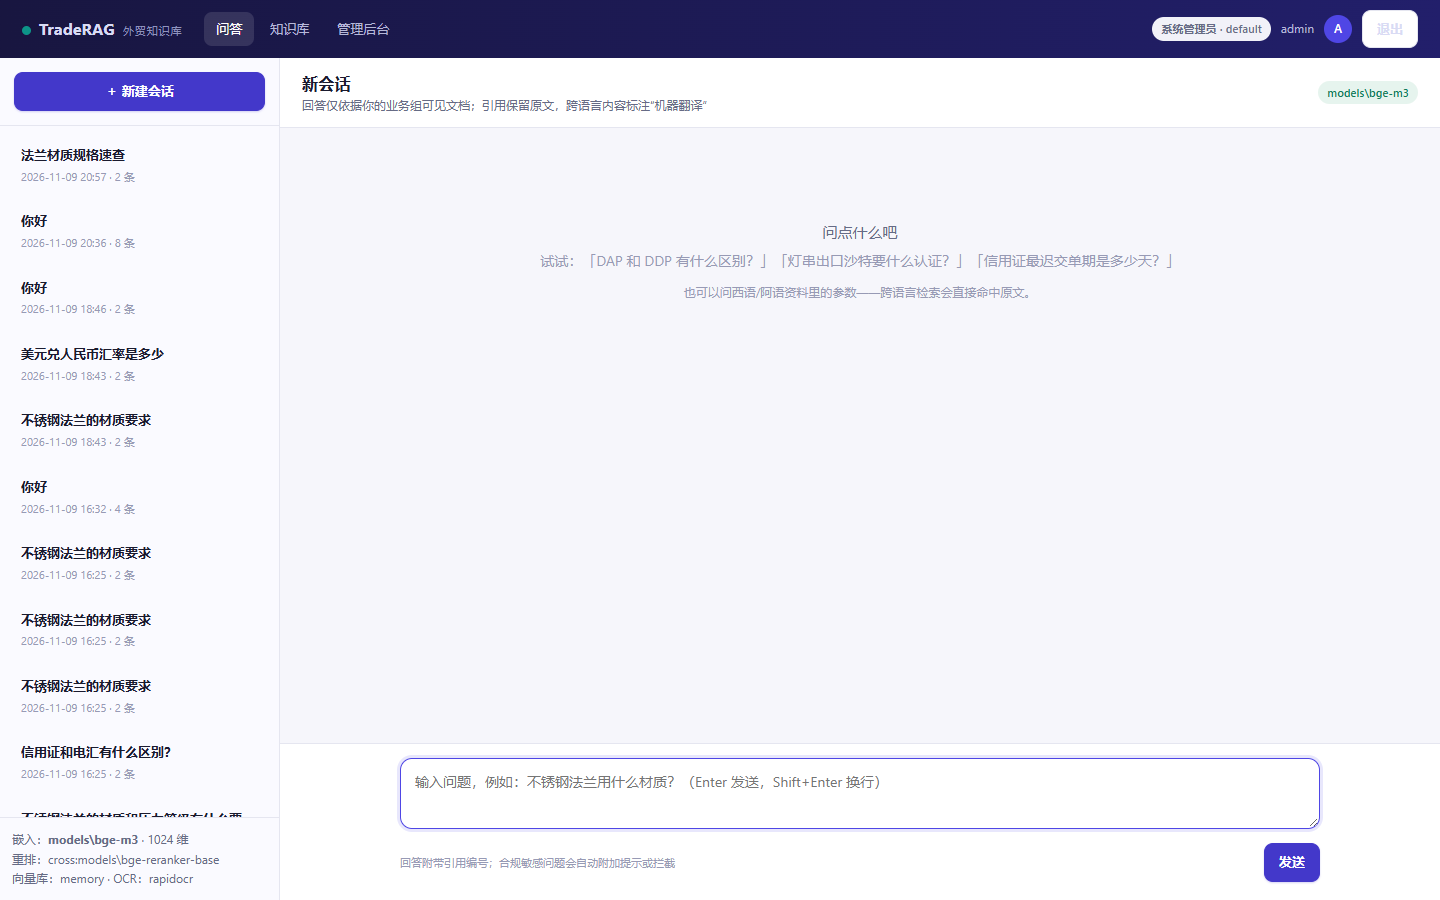 TradeRAG 外贸知识库
问答
知识库
管理后台
系统管理员 · default
admin
A
退出
+ 新建会话
法兰材质规格速查
2026-11-09 20:57 · 2 条
你好
2026-11-09 20:36 · 8 条
你好
2026-11-09 18:46 · 2 条
美元兑人民币汇率是多少
2026-11-09 18:43 · 2 条
不锈钢法兰的材质要求
2026-11-09 18:43 · 2 条
你好
2026-11-09 16:32 · 4 条
不锈钢法兰的材质要求
2026-11-09 16:25 · 2 条
不锈钢法兰的材质要求
2026-11-09 16:25 · 2 条
不锈钢法兰的材质要求
2026-11-09 16:25 · 2 条
信用证和电汇有什么区别?
2026-11-09 16:25 · 2 条
嵌入：models\bge-m3 · 1024 维
重排：cross:models\bge-reranker-base
向量库：memory · OCR：rapidocr
新会话
回答仅依据你的业务组可见文档；引用保留原文，跨语言内容标注“机器翻译”
models\bge-m3
问点什么吧
试试：「DAP 和 DDP 有什么区别？」「灯串出口沙特要什么认证？」「信用证最迟交单期是多少天？」
也可以问西语/阿语资料里的参数——跨语言检索会直接命中原文。
输入问题，例如：不锈钢法兰用什么材质？（Enter 发送，Shift+Enter 换行）
回答附带引用编号；合规敏感问题会自动附加提示或拦截
发送